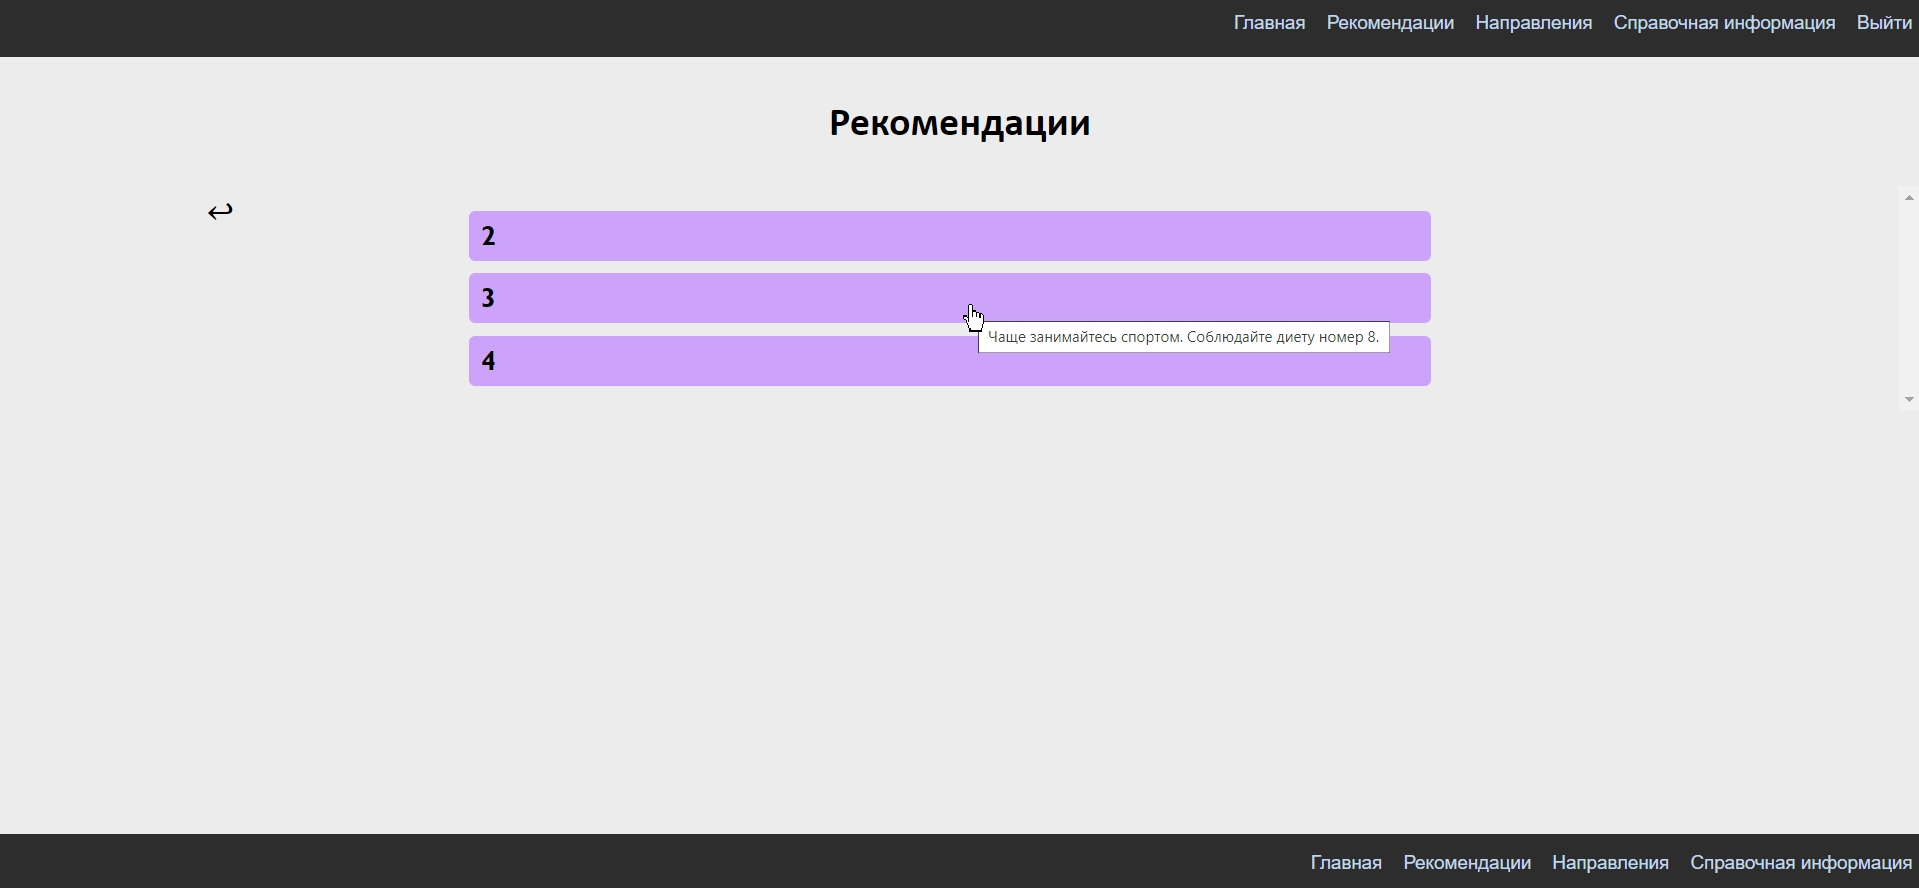 Главная Рекомендации Направления Справочная информация Выйти
Рекомендации
2
3
Чаще занимайтесь спортом. Соблюдайте диету номер 8.
4
Главная Рекомендации Направления Справочная информация